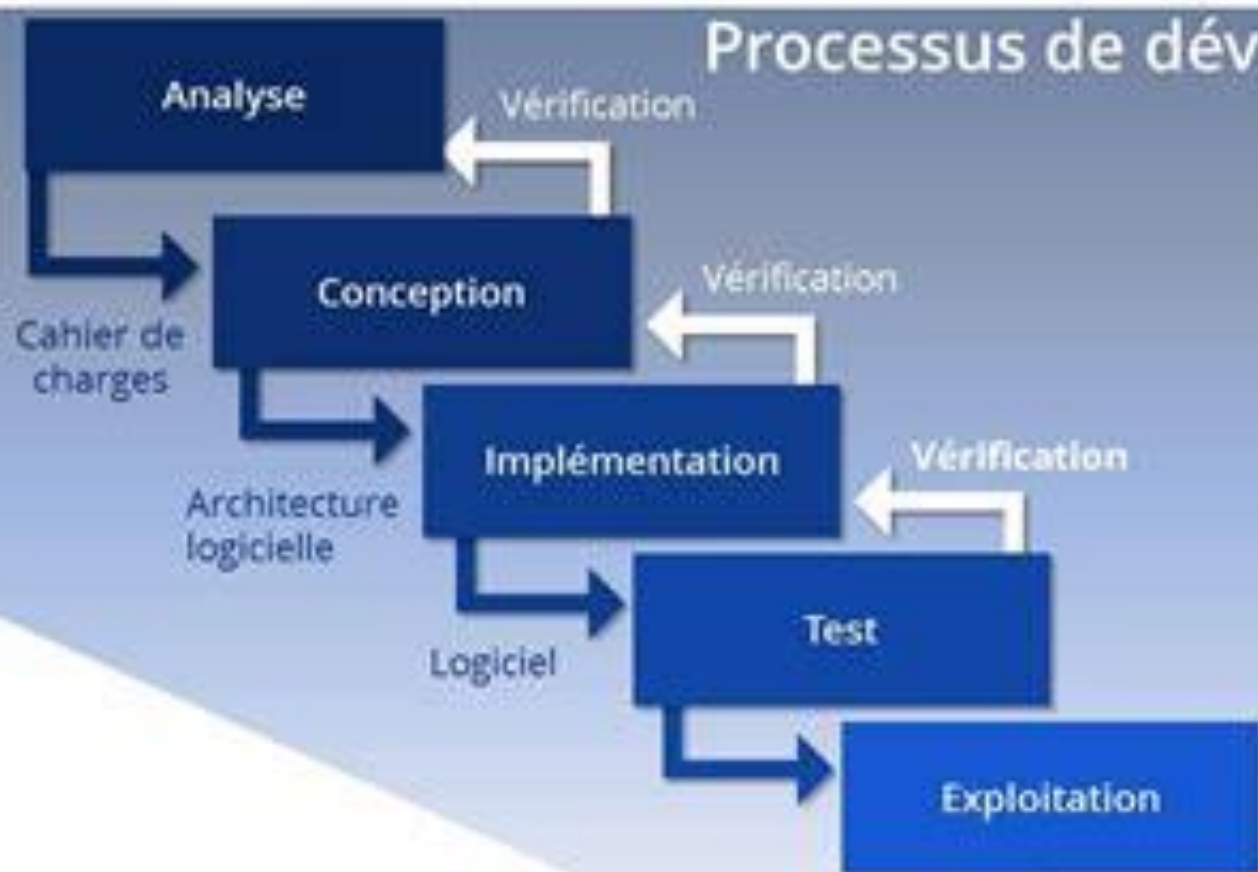 Processus de dév
Analyse
Vérification
Conception
Vérification
Cahier de
charges
Implémentation
Vérification
Architecture
logicielle
Test
Logiciel
Exploitation